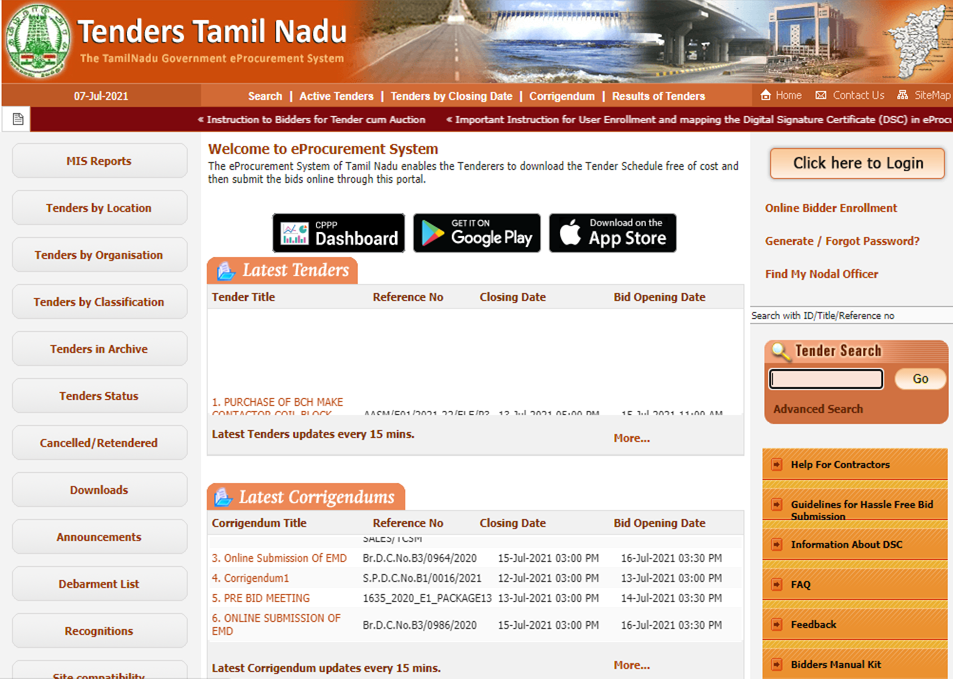 Tenders Tamil Nadu
The TamilNadu Government eProcurement System
07-Jul-2021
Search | Active Tenders | Tenders by Closing Date | Corrigendum | Results of Tenders
Home Contact Us SiteMap
« Instruction to Bidders for Tender cum Auction « Important Instruction for User Enrollment and mapping the Digital Signature Certificate (DSC) in eProcu
MIS Reports
Tenders by Location
Tenders by Organisation
Tenders by Classification
Tenders in Archive
Tenders Status
Cancelled/Retendered
Downloads
Announcements
Debarment List
Recognitions
Site compatibility
Welcome to eProcurement System
The eProcurement System of Tamil Nadu enables the Tenderers to download the Tender Schedule free of cost and
then submit the bids online through this portal.
CPPP
Dashboard
GET IT ON
Google Play
Download on the
App Store
Latest Tenders
Tender Title Reference No Closing Date Bid Opening Date
1. PURCHASE OF BCH MAKE
CONTACTOR COIL BLOCK 13-Jul-2021 05:00 PM 15-Jul-2021 11:00 AM
Latest Tenders updates every 15 mins.
More...
Latest Corrigendums
Corrigendum Title Reference No Closing Date Bid Opening Date
SALES/TCSM
3. Online Submission Of EMD Br.D.C.No.B3/0964/2020 15-Jul-2021 03:00 PM 16-Jul-2021 03:30 PM
4. Corrigendum1 S.P.D.C.No.B1/0016/2021 12-Jul-2021 03:00 PM 13-Jul-2021 03:00 PM
5. PRE BID MEETING 1635_2020_E1_PACKAGE13 13-Jul-2021 03:00 PM 14-Jul-2021 03:30 PM
6. ONLINE SUBMISSION OF
EMD Br.D.C.No.B3/0986/2020 15-Jul-2021 03:00 PM 16-Jul-2021 03:30 PM
Latest Corrigendum updates every 15 mins.
More...
Click here to Login
Online Bidder Enrollment
Generate / Forgot Password?
Find My Nodal Officer
Search with ID/Title/Reference no
Tender Search
Go
Advanced Search
Help For Contractors
Guidelines for Hassle Free Bid
Submission
Information About DSC
FAQ
Feedback
Bidders Manual Kit